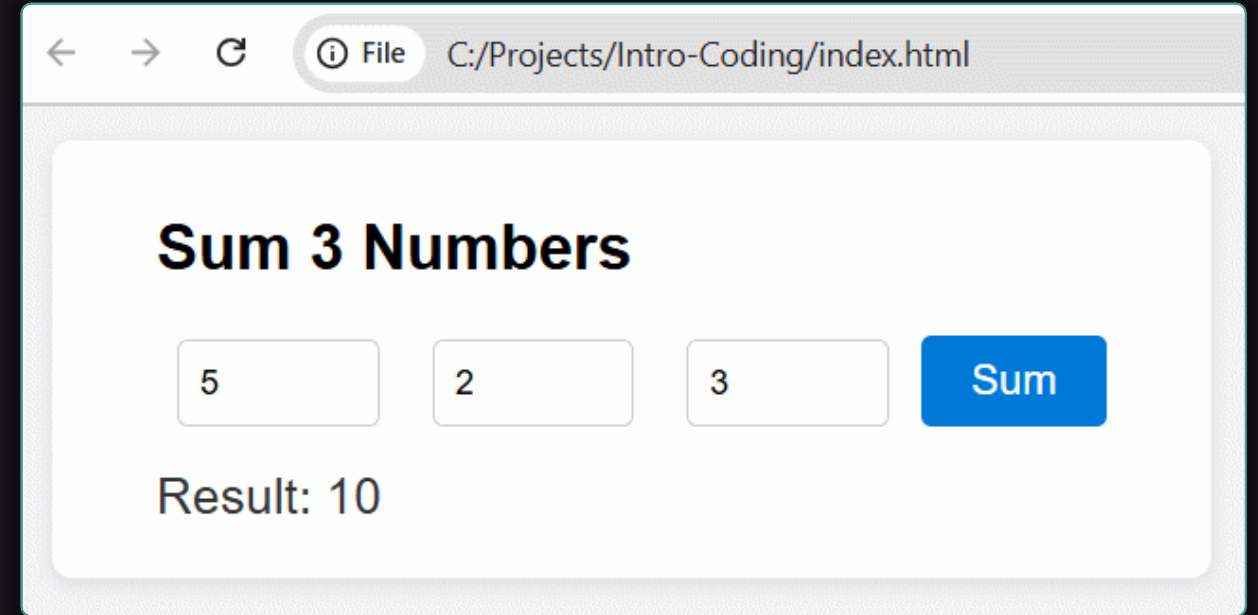 File C:/Projects/Intro-Coding/index.html
Sum 3 Numbers
5 2 3 Sum
Result: 10